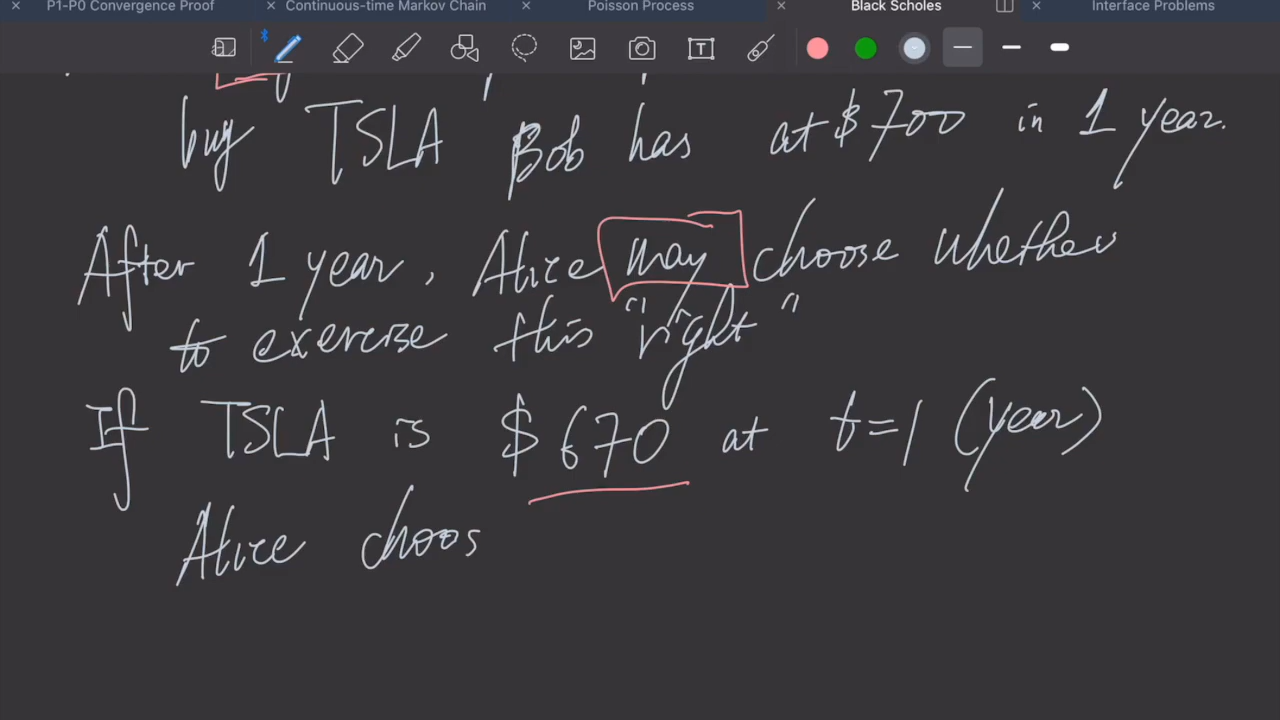 P1-P0 Convergence Proof
Continuous-time Markov Chain
Poisson Process
Black Scholes
Interface Problems
buy TSLA Bob has at $700 in 1 year.
After 1 year, Alice may choose whether
to exercise this "right"
If TSLA is $670 at t=1 (year)
Alice choos